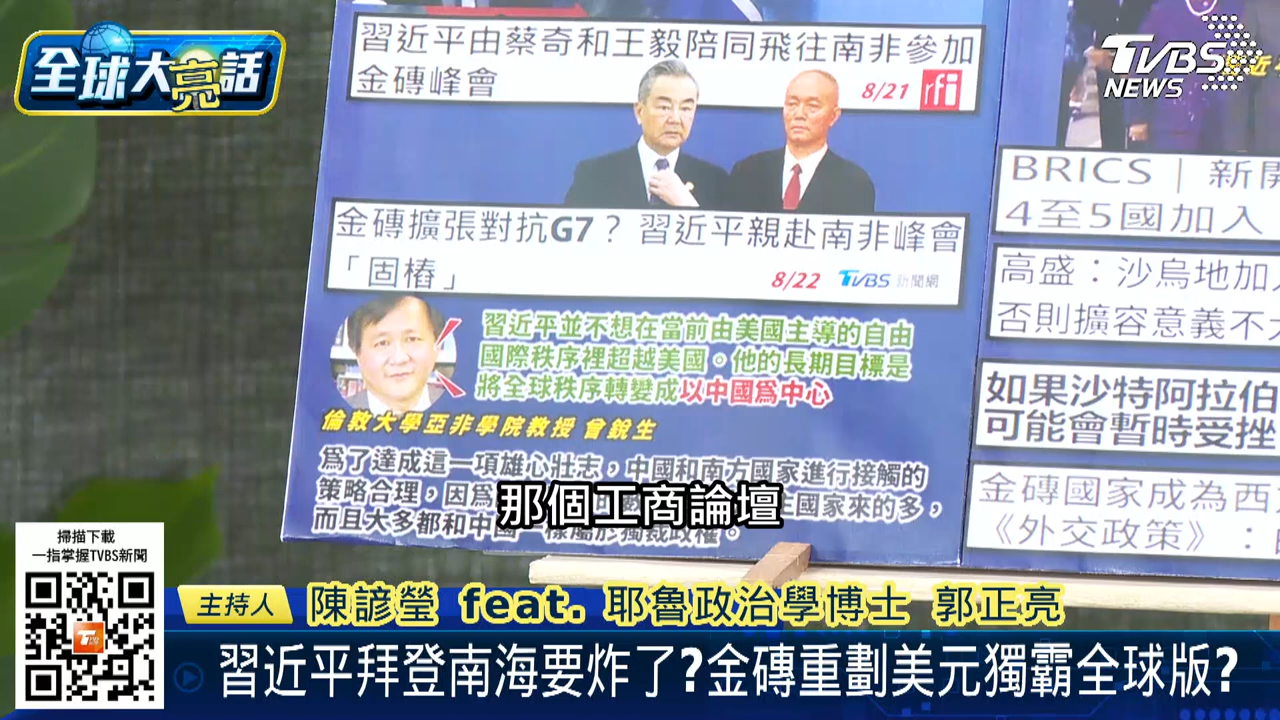 全球大亮話
TVBS
NEWS
習近平由蔡奇和王毅陪同飛往南非參加
金磚峰會
8/21 rfi
金磚擴張對抗G7？習近平親赴南非峰會
「固樁」
8/22 TVBS 新聞網
習近平並不想在當前由美國主導的自由
國際秩序裡超越美國。他的長期目標是
將全球秩序轉變成以中國為中心
倫敦大學亞非學院教授 曾銳生
為了達成這一項雄心壯志，中國和南方國家進行接觸的
策略合理，因為
主國家來的多，
而且大多都和中國一樣屬於獨裁政權。
BRICS｜新開
4至5國加入
高盛：沙烏地加入
否則擴容意義不大
如果沙特阿拉伯
可能會暫時受挫
金磚國家成為西方
《外交政策》：
那個工商論壇
掃描下載
一指掌握TVBS新聞
主持人 陳諺瑩 feat. 耶魯政治學博士 郭正亮
習近平拜登南海要炸了?金磚重劃美元獨霸全球版?